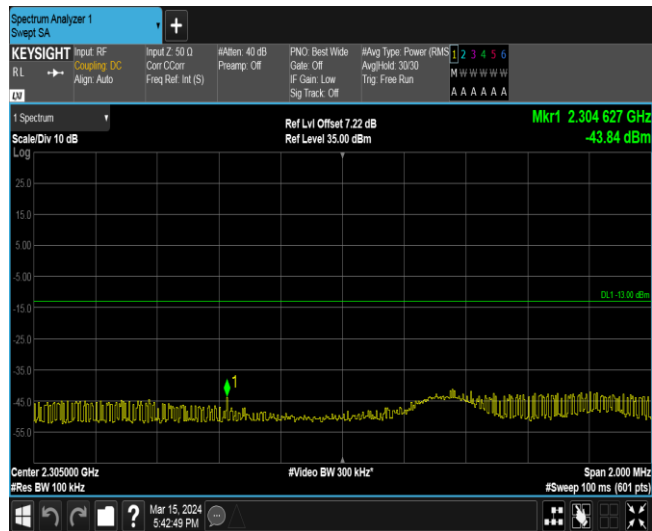 Spectrum Analyzer 1
Swept SA
KEYSIGHT
RL
LXI
Input: RF
Coupling: DC
Align: Auto
Input Z: 50 Ω
Corr CCorr
Freq Ref: Int (S)
#Atten: 40 dB
Preamp: Off
PNO: Best Wide
Gate: Off
IF Gain: Low
Sig Track: Off
#Avg Type: Power (RMS
Avg|Hold: 30/30
Trig: Free Run
1 2 3 4 5 6
M W W W W W
A A A A A A
1 Spectrum
Scale/Div 10 dB
Log
Ref Lvl Offset 7.22 dB
Ref Level 35.00 dBm
Mkr1 2.304 627 GHz
-43.84 dBm
25.0
15.0
5.00
-5.00
DL1 -13.00 dBm
-15.0
-25.0
-35.0
1
-45.0
-55.0
Center 2.305000 GHz
#Video BW 300 kHz*
Span 2.000 MHz
#Res BW 100 kHz
#Sweep 100 ms (601 pts)
?
Mar 15, 2024
5:42:49 PM